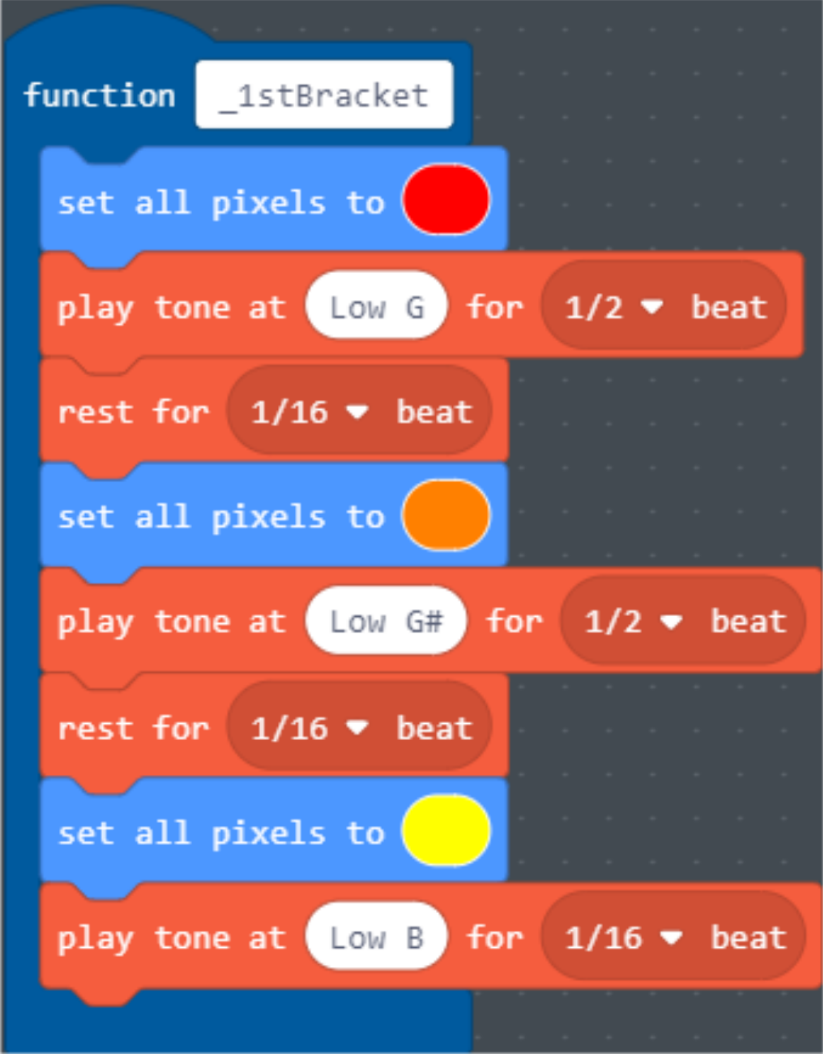 function _1stBracket
set all pixels to
play tone at Low G for 1/2 beat
rest for 1/16 beat
set all pixels to
play tone at Low G# for 1/2 beat
rest for 1/16 beat
set all pixels to
play tone at Low B for 1/16 beat